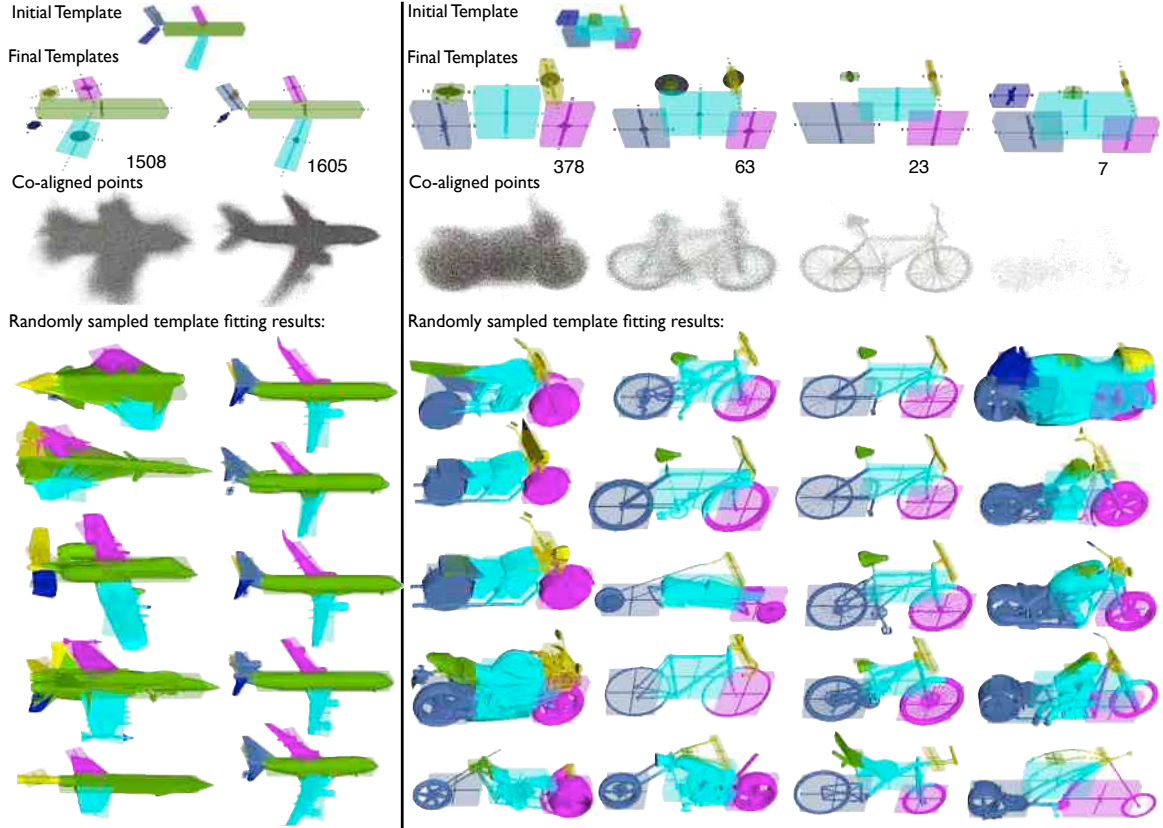 Initial Template
Final Templates
1508
1605
Co-aligned points
Randomly sampled template fitting results:
Initial Template
Final Templates
378
63
23
7
Co-aligned points
Randomly sampled template fitting results: